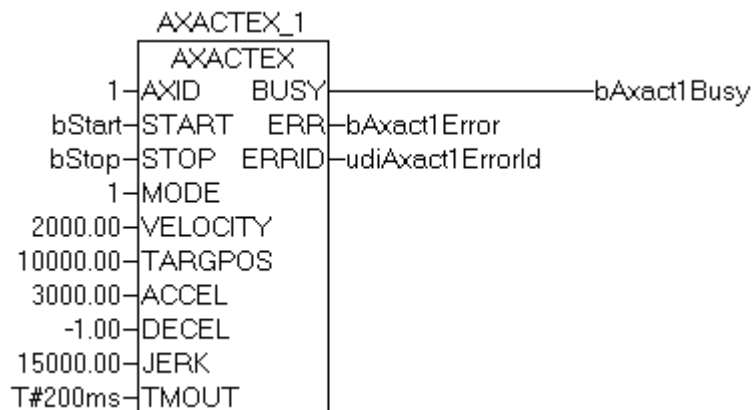 AXACTEX_1
AXACTEX
1 AXID BUSY bAxact1Busy
bStart START ERR bAxact1Error
bStop STOP ERRID udiAxact1ErrorId
1 MODE
2000.00 VELOCITY
10000.00 TARGPOS
3000.00 ACCEL
-1.00 DECEL
15000.00 JERK
T#200ms TMOUT